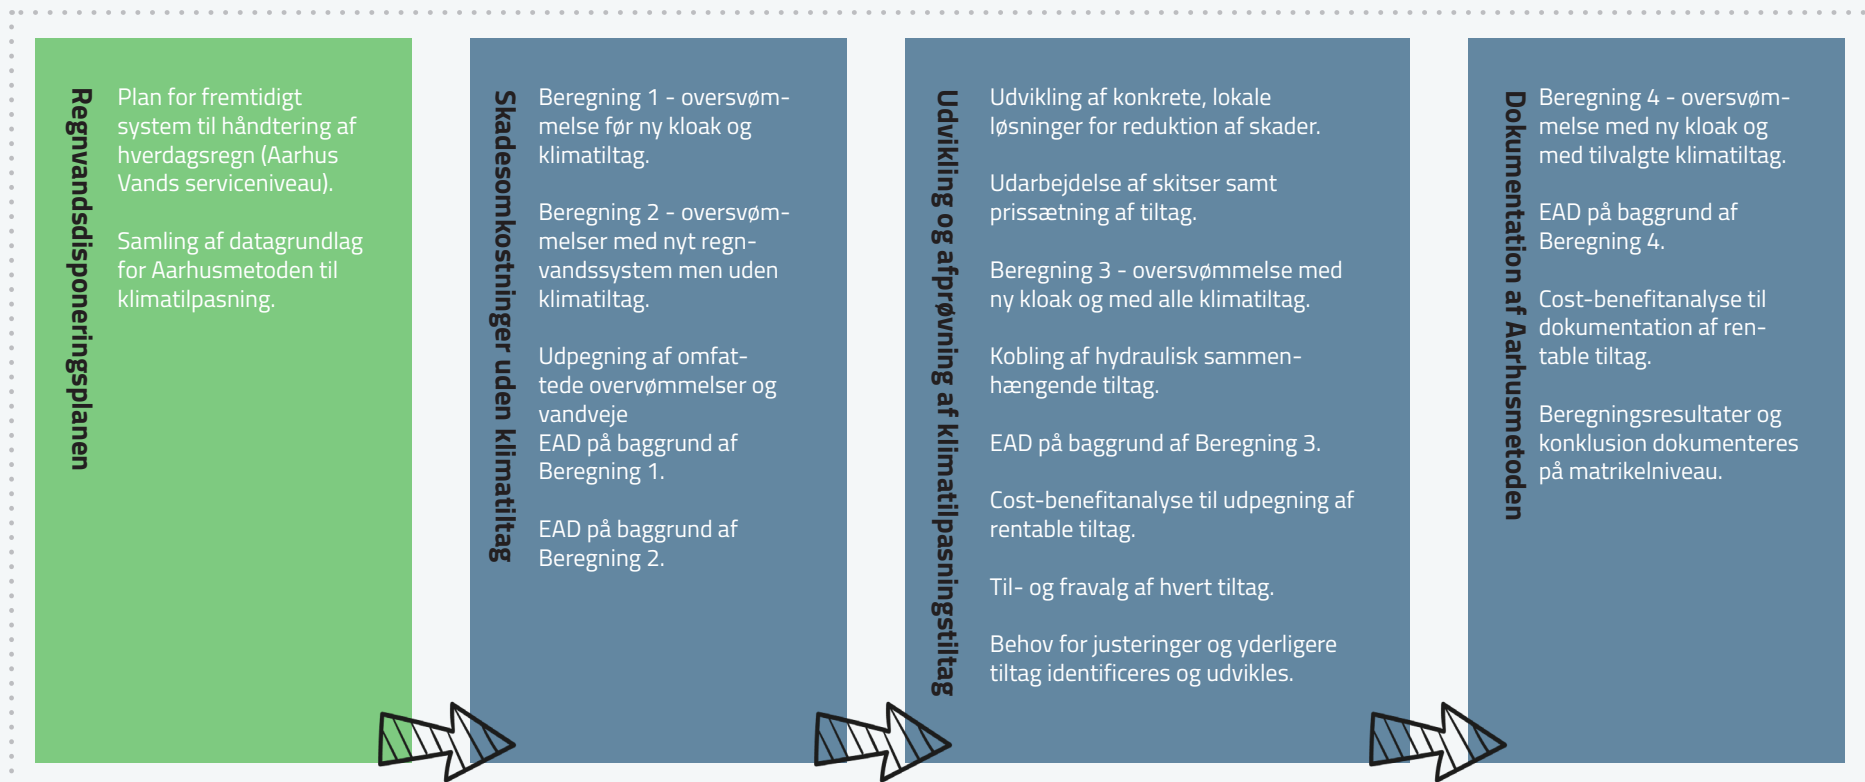 Regnvandsdisponeringsplanen
Plan for fremtidigt
system til håndtering af
hverdagsregn (Aarhus
Vands serviceniveau).
Samling af datagrundlag
for Aarhusmetoden til
klimatilpasning.
Skadesomkostninger uden klimatiltag
Beregning 1 - oversvøm-
melse før ny kloak og
klimatiltag.
Beregning 2 - oversvøm-
melser med nyt regn-
vandssystem men uden
klimatiltag.
Udpegning af omfat-
tede overvømmelser og
vandveje
EAD på baggrund af
Beregning 1.
EAD på baggrund af
Beregning 2.
Udvikling og afprøvning af klimatilpasningstiltag
Udvikling af konkrete, lokale
løsninger for reduktion af skader.
Udarbejdelse af skitser samt
prissætning af tiltag.
Beregning 3 - oversvømmelse med
ny kloak og med alle klimatiltag.
Kobling af hydraulisk sammen-
hængende tiltag.
EAD på baggrund af Beregning 3.
Cost-benefitanalyse til udpegning af
rentable tiltag.
Til- og fravalg af hvert tiltag.
Behov for justeringer og yderligere
tiltag identificeres og udvikles.
Dokumentation af Aarhusmetoden
Beregning 4 - oversvøm-
melse med ny kloak og
med tilvalgte klimatiltag.
EAD på baggrund af
Beregning 4.
Cost-benefitanalyse til
dokumentation af ren-
table tiltag.
Beregningsresultater og
konklusion dokumenteres
på matrikelniveau.